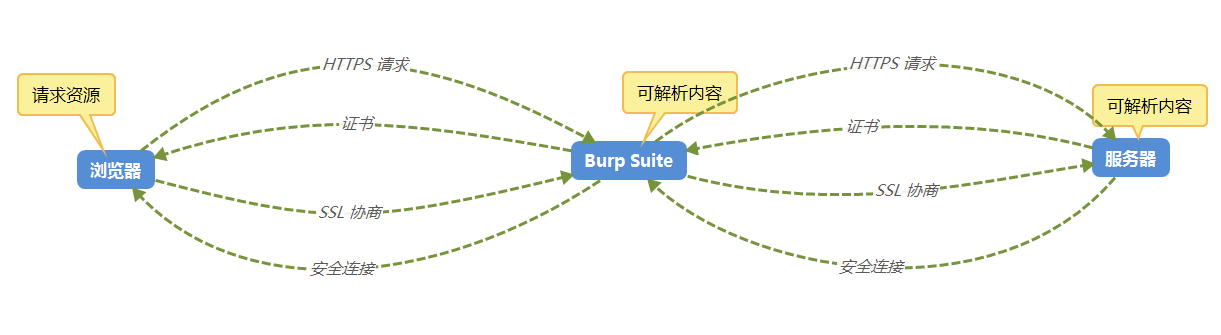 HTTPS 请求
HTTPS 请求
请求资源
可解析内容
可解析内容
证书
证书
浏览器
Burp Suite
服务器
SSL 协商
SSL 协商
安全连接
安全连接